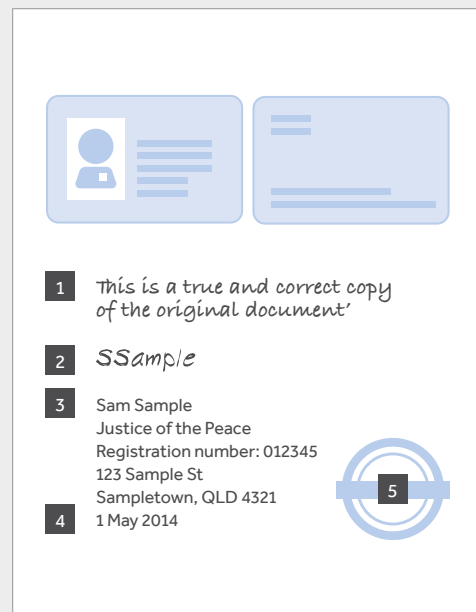 1 This is a true and correct copy
of the original document’
2 SSample
3 Sam Sample
Justice of the Peace
Registration number: 012345
123 Sample St
Sampletown, QLD 4321
4 1 May 2014
5